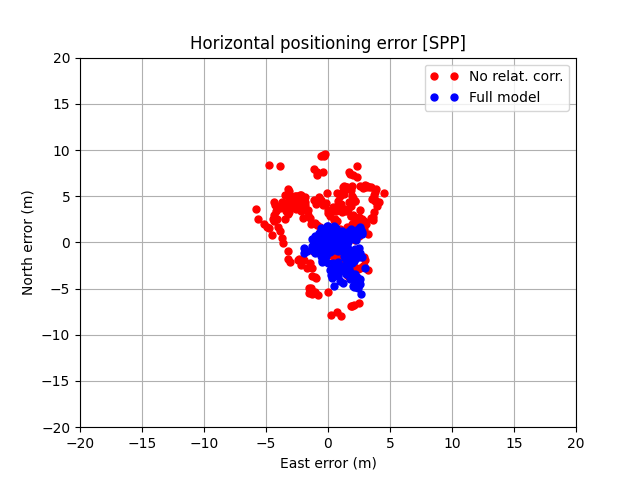 Horizontal positioning error [SPP]
No relat. corr.
Full model
20
15
10
5
0
−5
−10
−15
−20
North error (m)
−20 −15 −10 −5 0 5 10 15 20
East error (m)